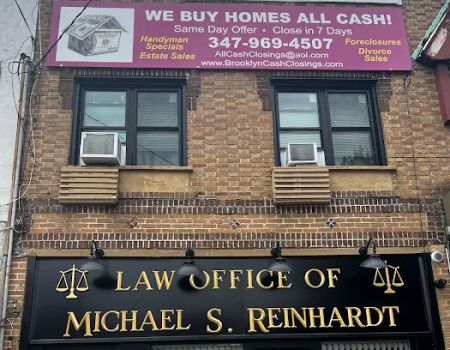 WE BUY HOMES ALL CASH!
Same Day Offer • Close in 7 Days
Handyman Specials
Estate Sales
347-969-4507
Foreclosures
Divorce Sales
AllCashClosings@aol.com
www.BrooklynCashClosings.com
LAW OFFICE OF
MICHAEL S. REINHARDT